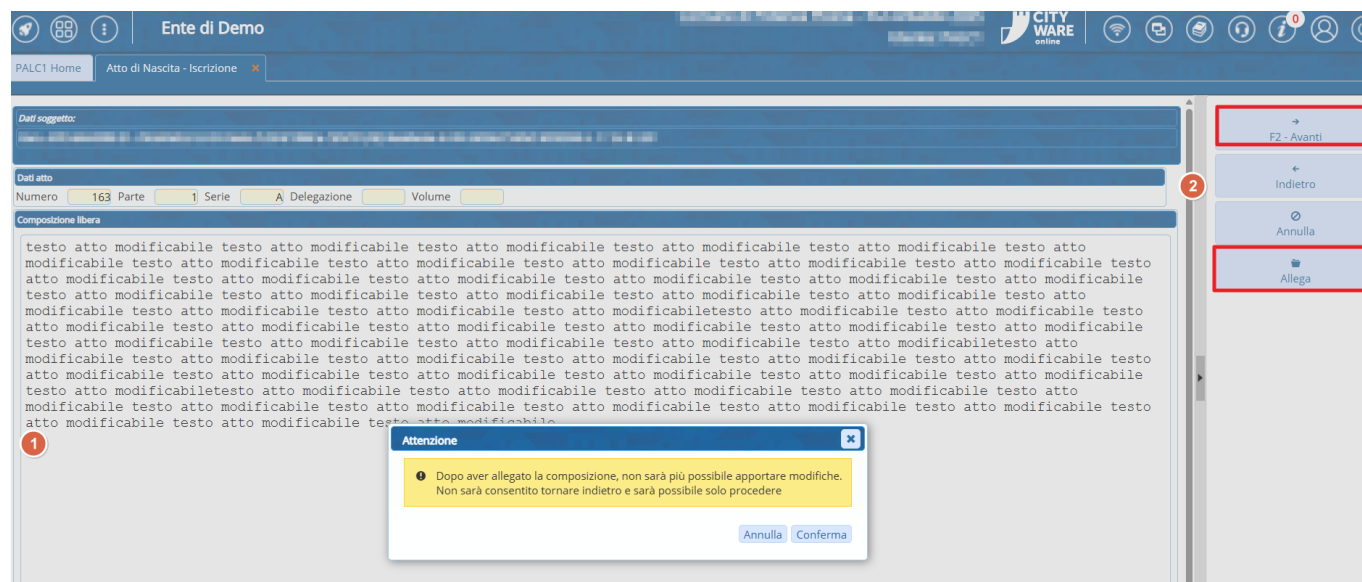 Ente di Demo
CITY
WARE
online
0
PALC1 Home
Atto di Nascita - Iscrizione
Dati soggetto:
Dati atto
Numero 163 Parte 1 Serie A Delegazione Volume
Composizione libera
testo atto modificabile testo atto modificabile testo atto modificabile testo atto modificabile testo atto modificabile testo atto
modificabile testo atto modificabile testo atto modificabile testo atto modificabile testo atto modificabile testo atto modificabile testo
atto modificabile testo atto modificabile testo atto modificabile testo atto modificabile testo atto modificabile testo atto modificabile
testo atto modificabile testo atto modificabile testo atto modificabile testo atto modificabile testo atto modificabile testo atto
modificabile testo atto modificabile testo atto modificabile testo atto modificabiletesto atto modificabile testo atto modificabile testo
atto modificabile testo atto modificabile testo atto modificabile testo atto modificabile testo atto modificabile testo atto modificabile
testo atto modificabile testo atto modificabile testo atto modificabile testo atto modificabile testo atto modificabiletesto atto
modificabile testo atto modificabile testo atto modificabile testo atto modificabile testo atto modificabile testo atto modificabile testo
atto modificabile testo atto modificabile testo atto modificabile testo atto modificabile testo atto modificabile testo atto modificabile
testo atto modificabiletesto atto modificabile testo atto modificabile testo atto modificabile testo atto modificabile testo atto
modificabile testo atto modificabile testo atto modificabile testo atto modificabile testo atto modificabile testo atto modificabile testo
atto modificabile testo atto modificabile testo atto modificabile
1
Attenzione
Dopo aver allegato la composizione, non sarà più possibile apportare modifiche.
Non sarà consentito tornare indietro e sarà possibile solo procedere
Annulla Conferma
2
F2 - Avanti
Indietro
Annulla
Allega